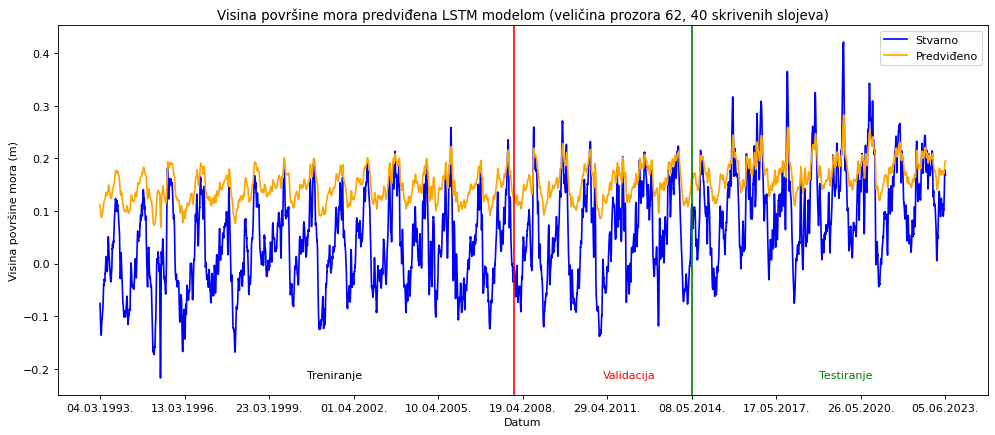 Visina površine mora predviđena LSTM modelom (veličina prozora 62, 40 skrivenih slojeva)
Stvarno
Predviđeno
Visina površine mora (m)
0.4
0.3
0.2
0.1
0.0
−0.1
−0.2
Treniranje
Validacija
Testiranje
04.03.1993.
13.03.1996.
23.03.1999.
01.04.2002.
10.04.2005.
19.04.2008.
29.04.2011.
08.05.2014.
17.05.2017.
26.05.2020.
05.06.2023.
Datum